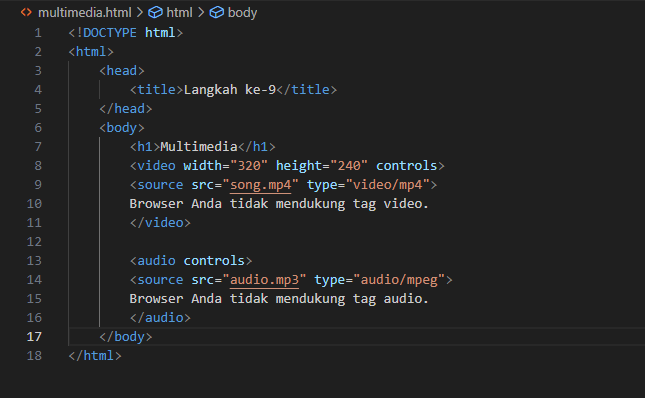 multimedia.html > html > body
1 <!DOCTYPE html>
2 <html>
3 <head>
4 <title>Langkah ke-9</title>
5 </head>
6 <body>
7 <h1>Multimedia</h1>
8 <video width="320" height="240" controls>
9 <source src="song.mp4" type="video/mp4">
10 Browser Anda tidak mendukung tag video.
11 </video>
12
13 <audio controls>
14 <source src="audio.mp3" type="audio/mpeg">
15 Browser Anda tidak mendukung tag audio.
16 </audio>
17 </body>
18 </html>